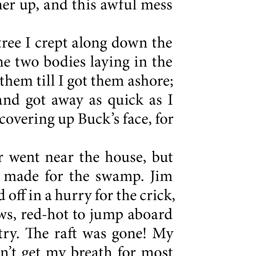 er up, and this awful mess
tree I crept along down the
two bodies laying in the
them till I got them ashore;
and got away as quick as I
covering up Buck's face, for
went near the house, but
made for the swamp. Jim
off in a hurry for the crick,
red-hot to jump aboard
The raft was gone! My
get my breath for most